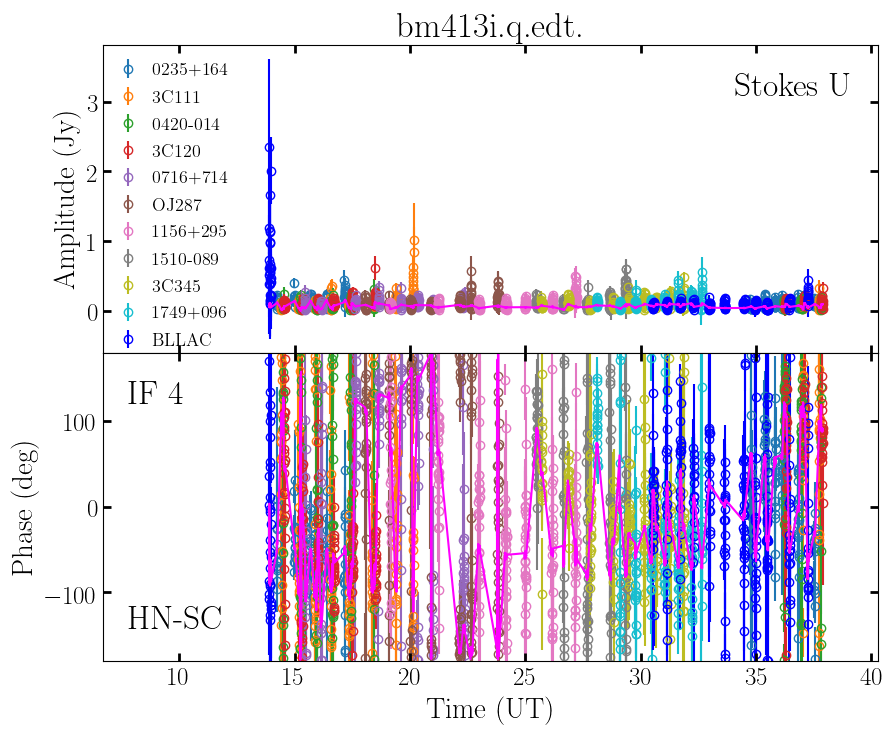 bm413i.q.edt.
Stokes U
0235+164
3C111
0420-014
3C120
0716+714
OJ287
1156+295
1510-089
3C345
1749+096
BLLAC
Amplitude (Jy)
3
2
1
0
IF 4
HN-SC
Phase (deg)
100
0
−100
10 15 20 25 30 35 40
Time (UT)